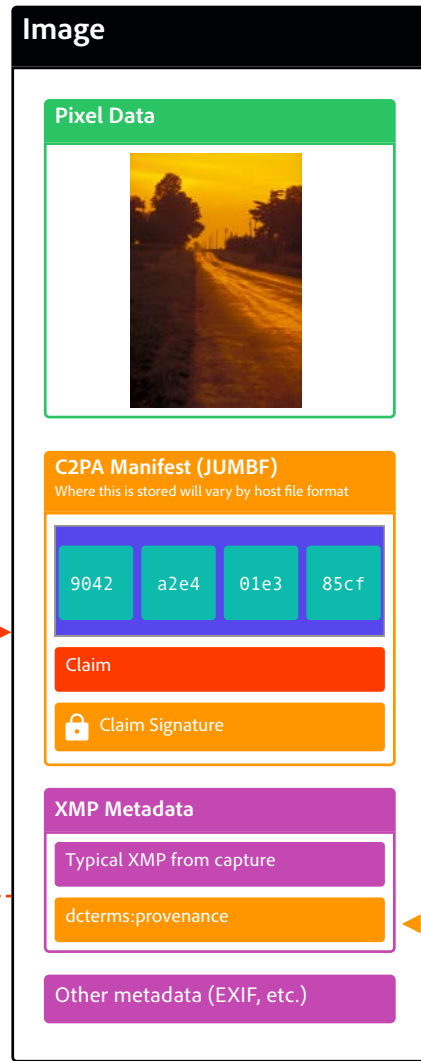 Image
Pixel Data
C2PA Manifest (JUMBF)
Where this is stored will vary by host file format
9042 a2e4 01e3 85cf
Claim
Claim Signature
XMP Metadata
Typical XMP from capture
dcterms:provenance
Other metadata (EXIF, etc.)